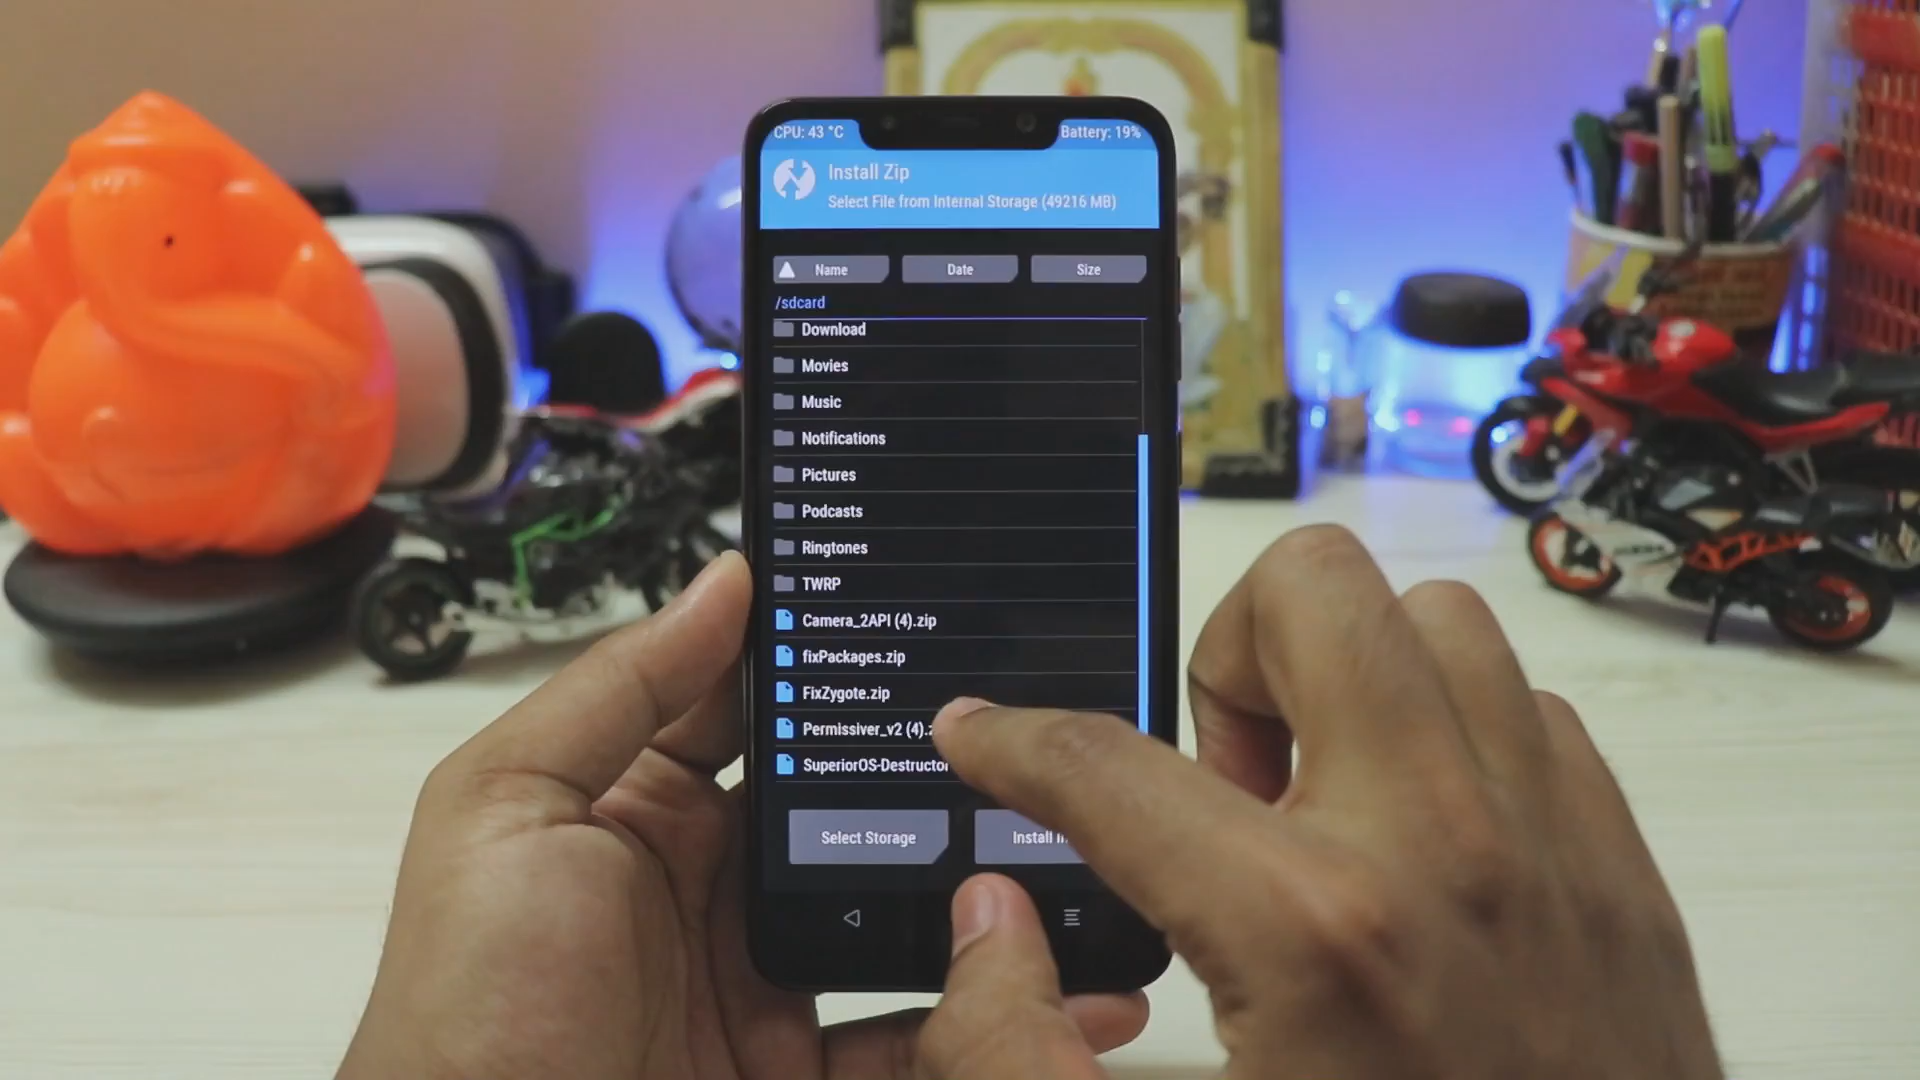 CPU: 43 °C
Battery: 19%
Install Zip
Select File from Internal Storage (49216 MB)
Name
Date
Size
/sdcard
Download
Movies
Music
Notifications
Pictures
Podcasts
Ringtones
TWRP
Camera_2API (4).zip
fixPackages.zip
FixZygote.zip
Permissiver_v2 (4).z
SuperiorOS-Destructor
Select Storage
Install